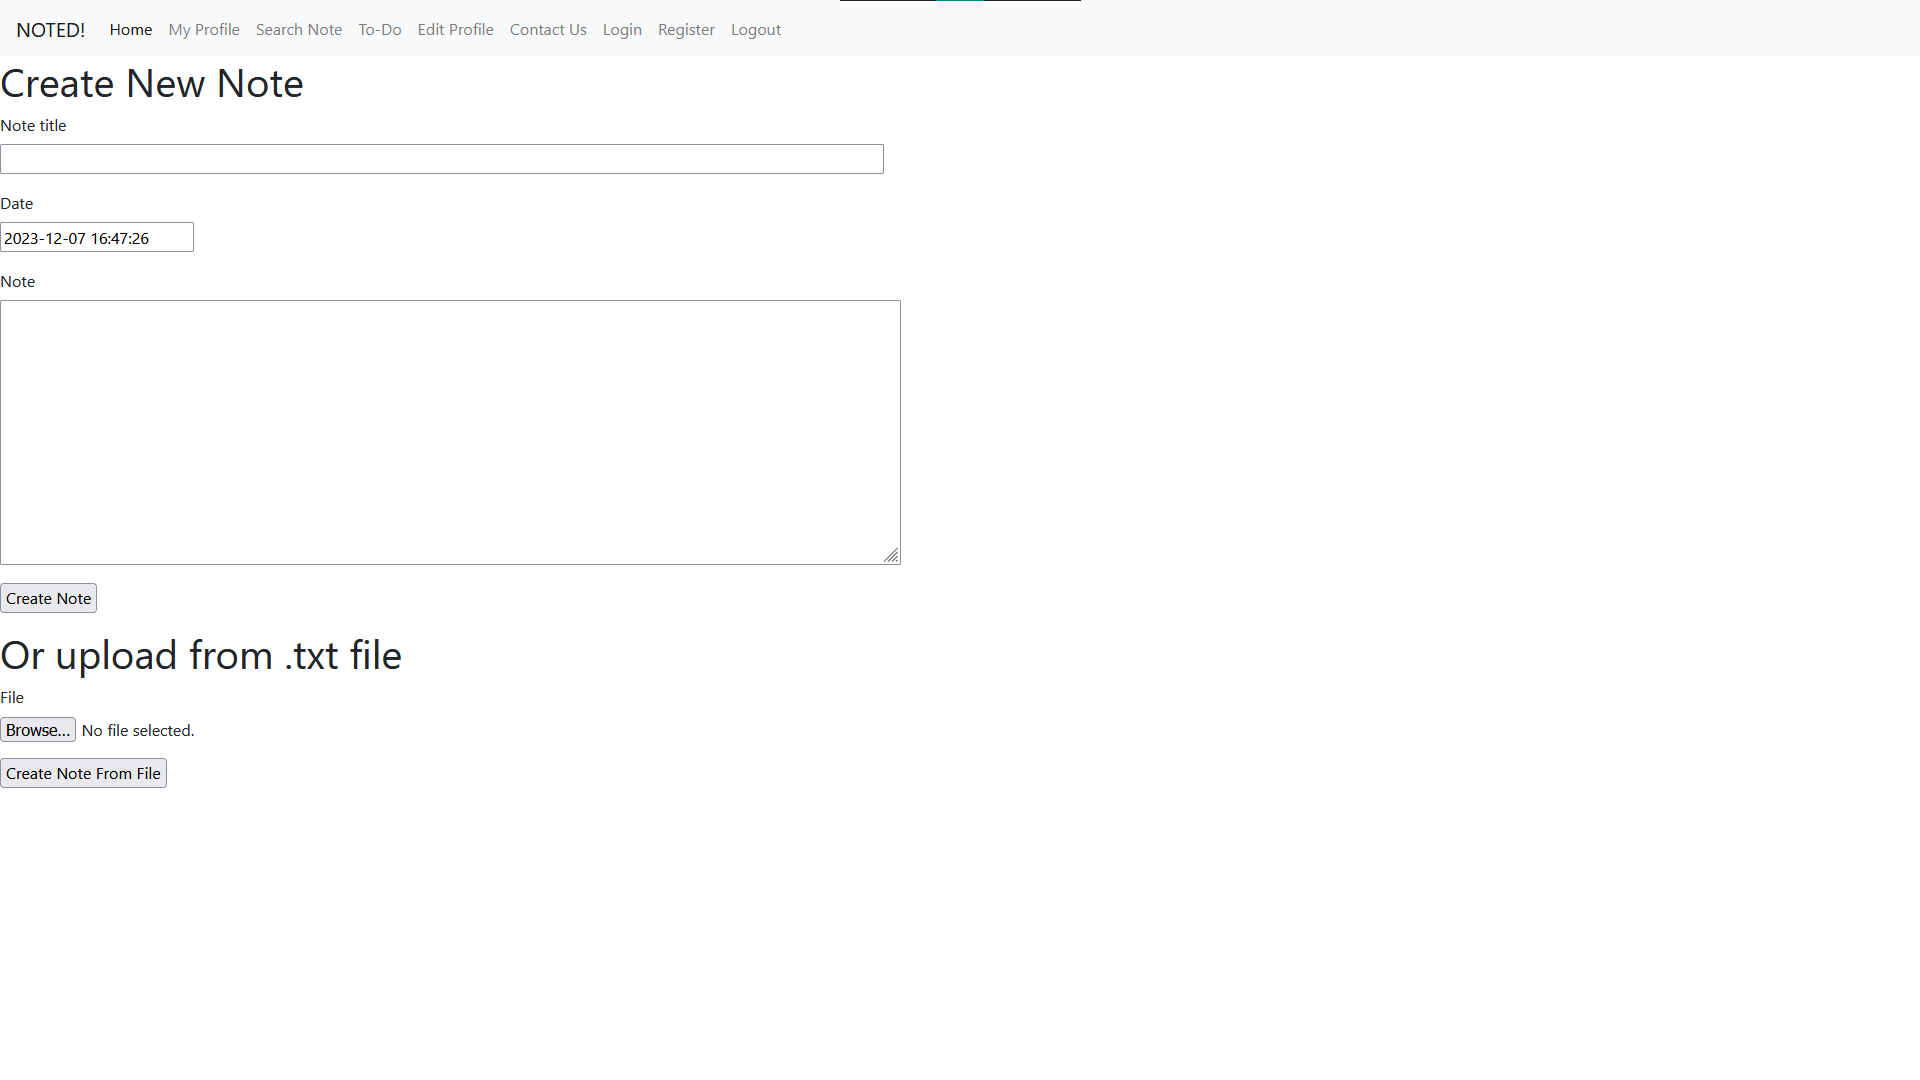 NOTED! Home My Profile Search Note To-Do Edit Profile Contact Us Login Register Logout
Create New Note
Note title
Date
2023-12-07 16:47:26
Note
Create Note
Or upload from .txt file
File
Browse... No file selected.
Create Note From File